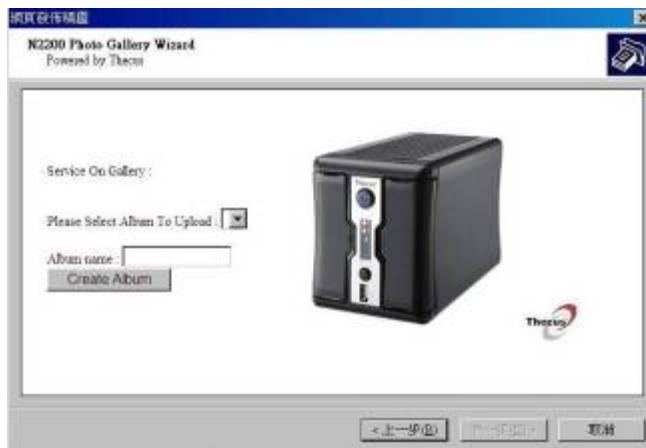 N2200 Photo Gallery Wizard
Powered by Thecus
Service On Gallery :
Please Select Album To Upload :
Album name :
Create Album
Thecus
<上一步(B)
取消